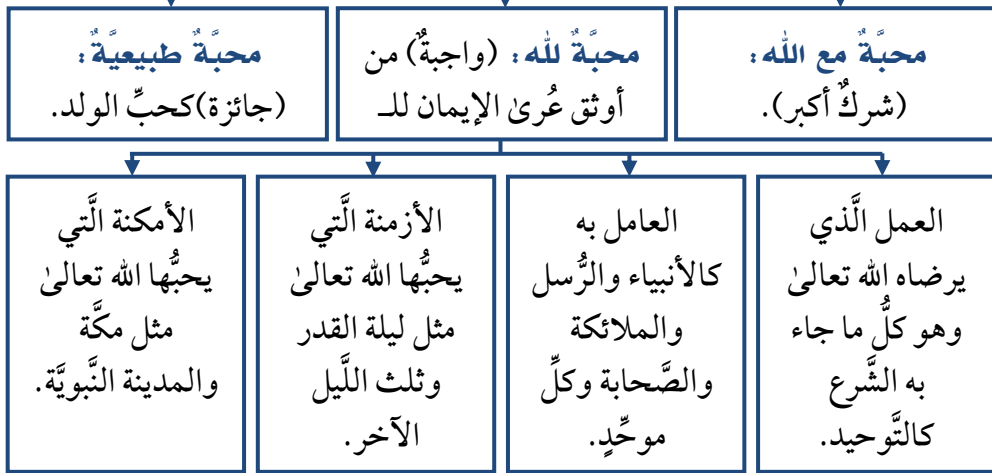 محبَّةٌ مع الله:
(شركٌ أكبر).
محبَّةٌ لله: (واجبةٌ) من
أوثق عُرىٰ الإيمان للـ
محبَّةٌ طبيعيَّةٌ:
(جائزة)كحبِّ الولد.
العمل الَّذي
يرضاه الله تعالىٰ
وهو كلُّ ما جاء
به الشَّرع
كالتَّوحيد.
العامل به
كالأنبياء والرُّسل
والملائكة
والصَّحابة وكلِّ
موحِّدٍ.
الأزمنة الَّتي
يحبُّها الله تعالىٰ
مثل ليلة القدر
وثلث اللَّيل
الآخر.
الأمكنة الَّتي
يحبُّها الله تعالىٰ
مثل مكَّة
والمدينة النَّبويَّة.